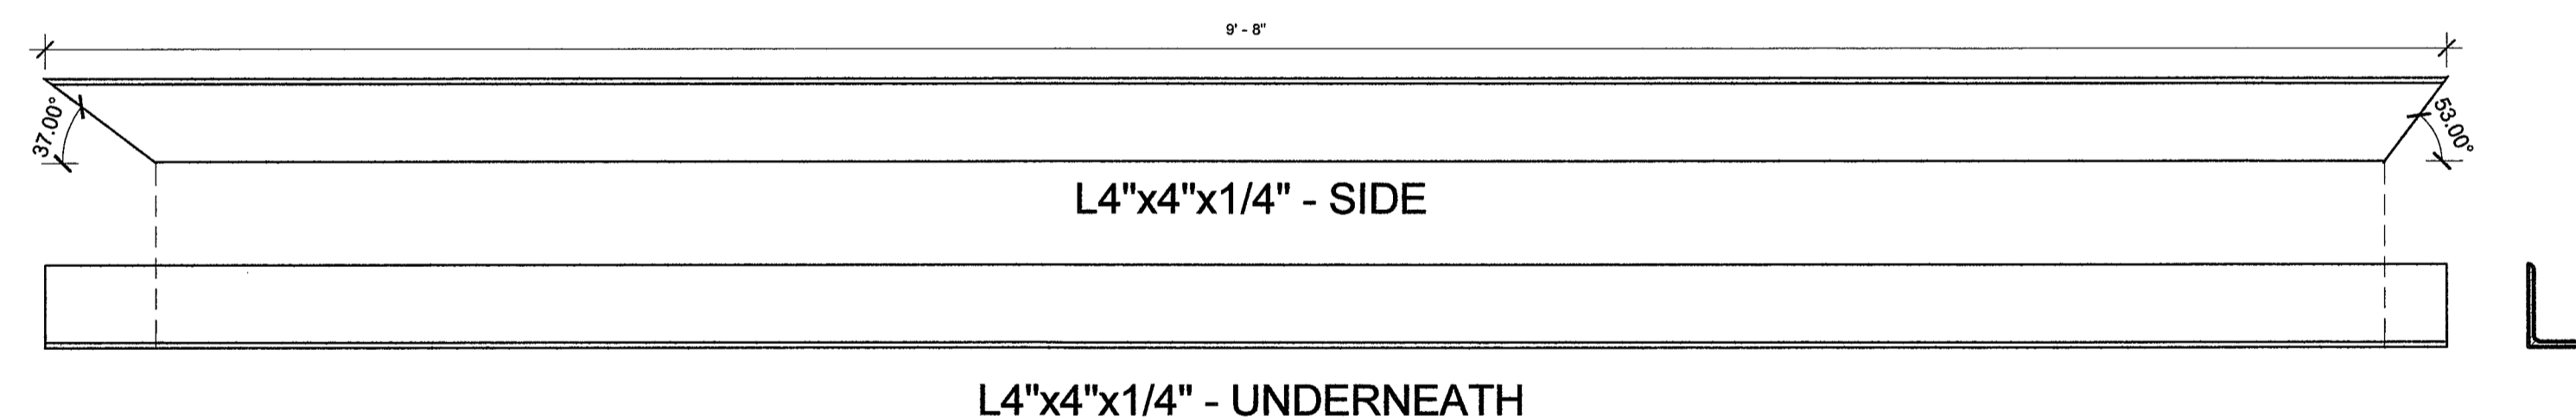 9' - 8"
37.00°
53.00°
L4"x4"x1/4" - SIDE
L4"x4"x1/4" - UNDERNEATH